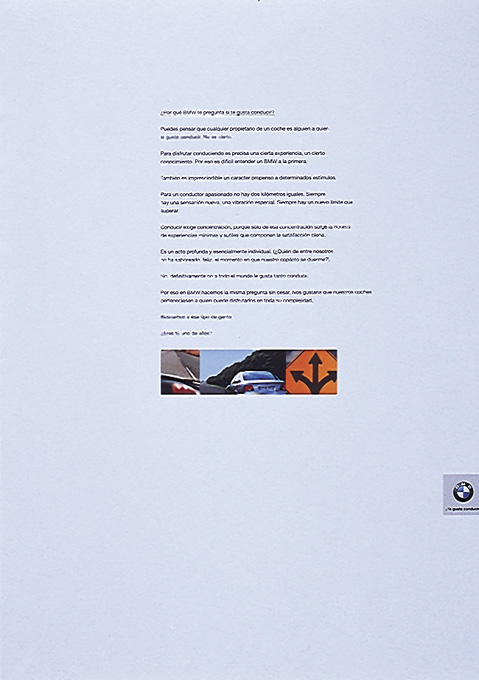 ¿Por qué BMW te pregunta si te gusta conducir?
Puedes pensar que cualquier propietario de un coche es alguien a quien
le gusta conducir. No es cierto.
Para disfrutar conduciendo es precisa una cierta experiencia, un cierto
conocimiento. Por eso es difícil entender un BMW a la primera.
También es imprescindible un caracter propenso a determinados estímulos.
Para un conductor apasionado no hay dos kilómetros iguales. Siempre
hay una sensación nueva, una vibración especial. Siempre hay un nuevo límite que
superar.
Conducir exige concentración, porque sólo de esa concentración surge la
de experiencias mínimas y sutiles que componen la satisfacción plena.
Es un acto profunda y esencialmente individual. (¿Quién de entre nosotros
no ha saboreado, feliz, el momento en que nuestro copiloto se duerme?).
No, definitivamente no a todo el mundo le gusta tanto conducir.
Por eso en BMW hacemos la misma pregunta sin cesar. Nos gustaría que nuestros coches
perteneciesen a quien puede disfrutarlos en toda su complejidad.
Buscamos a ese tipo de gente.
¿Eres tú uno de ellos?
BMW
¿Te gusta conducir?